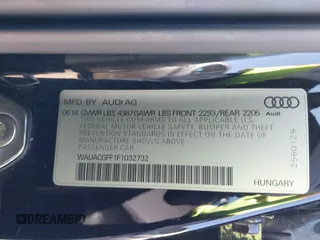 MFD BY: AUDI AG
0614 GVWR LBS 4387 GAWR LBS FRONT 2293/REAR 2205
Audi
THIS VEHICLE CONFORMS TO ALL APPLICABLE U.S.
FEDERAL MOTOR VEHICLE SAFETY, BUMPER AND THEFT
PREVENTION STANDARDS IN EFFECT ON THE DATE OF
MANUFACTURE SHOWN ABOVE.
PASSENGER CAR
WAUACGFF1F1032732
HUNGARY
2560129
DREAMBID